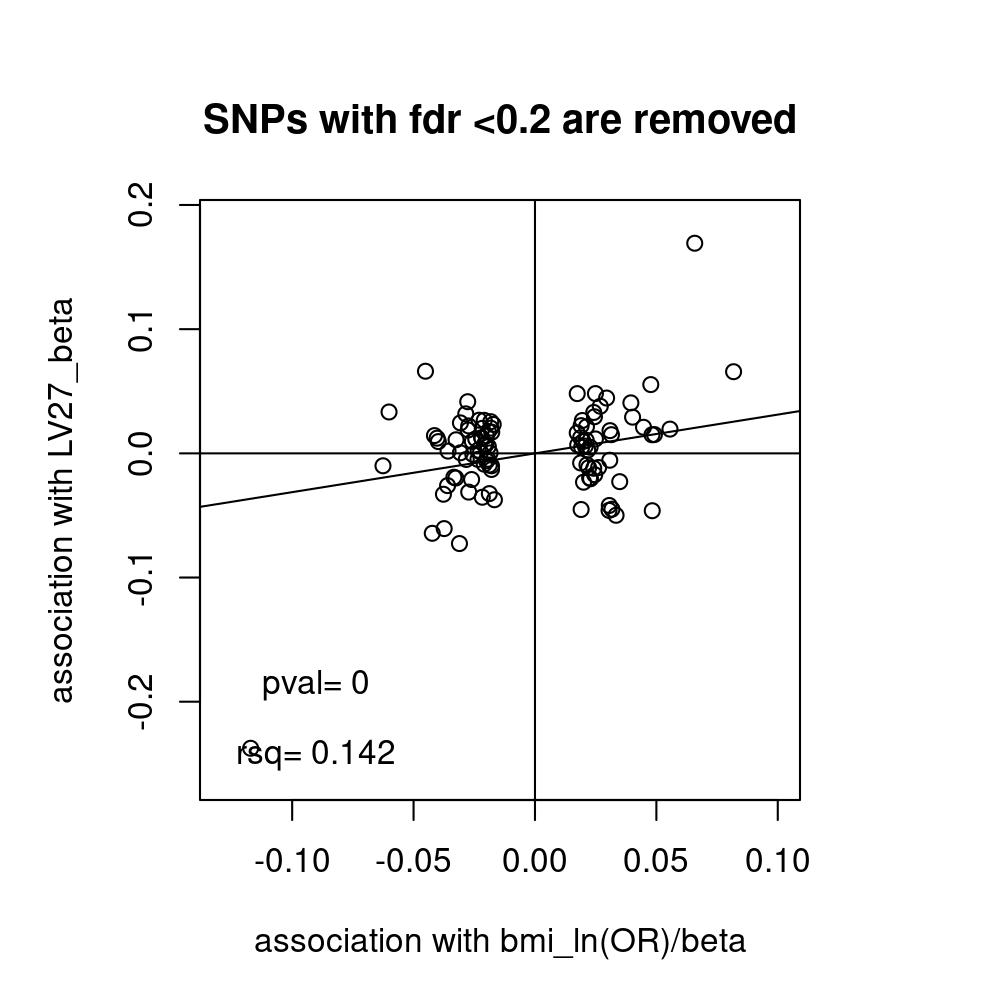 SNPs with fdr <0.2 are removed
0.2
0.1
0.0
-0.1
-0.2
association with LV27_beta
pval= 0
rsq= 0.142
-0.10 -0.05 0.00 0.05 0.10
association with bmi_ln(OR)/beta